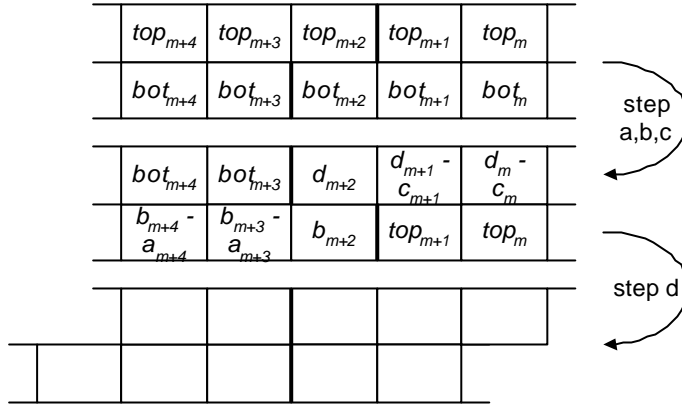 top_{m+4} top_{m+3} top_{m+2} top_{m+1} top_m
bot_{m+4} bot_{m+3} bot_{m+2} bot_{m+1} bot_m
step
a,b,c
bot_{m+4} bot_{m+3} d_{m+2} d_{m+1} - c_{m+1} d_m - c_m
b_{m+4} - a_{m+4} b_{m+3} - a_{m+3} b_{m+2} top_{m+1} top_m
step d